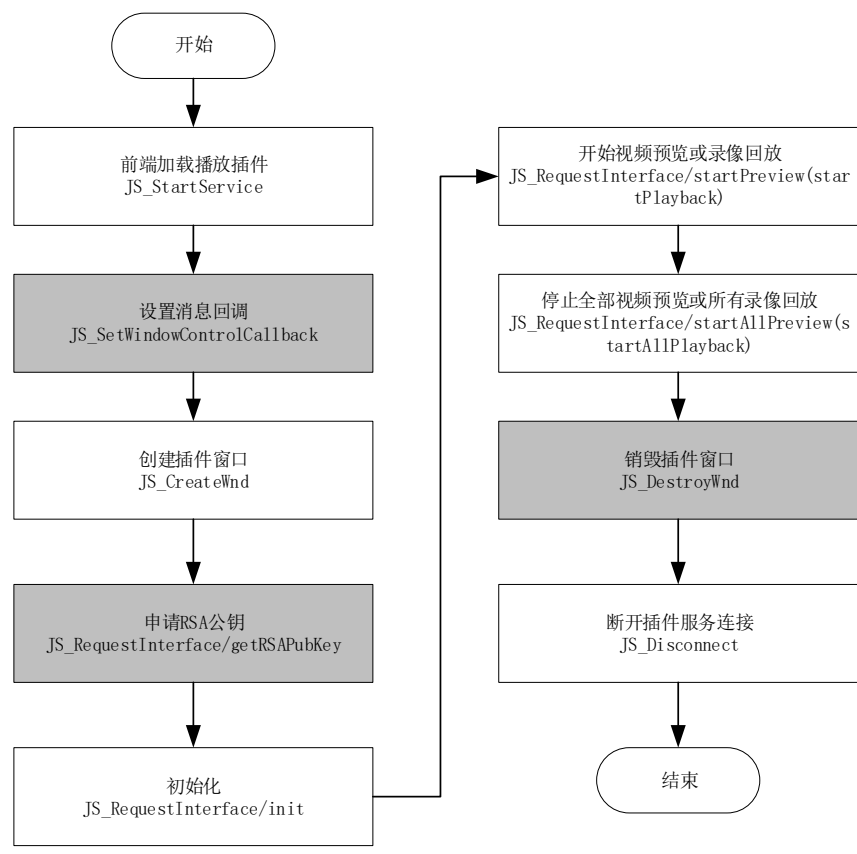 开始
前端加载播放插件
JS_StartService
设置消息回调
JS_SetWindowControlCallback
创建插件窗口
JS_CreateWnd
申请RSA公钥
JS_RequestInterface/getRSAPubKey
初始化
JS_RequestInterface/init
开始视频预览或录像回放
JS_RequestInterface/startPreview(star
tPlayback)
停止全部视频预览或所有录像回放
JS_RequestInterface/startAllPreview(s
tartAllPlayback)
销毁插件窗口
JS_DestroyWnd
断开插件服务连接
JS_Disconnect
结束